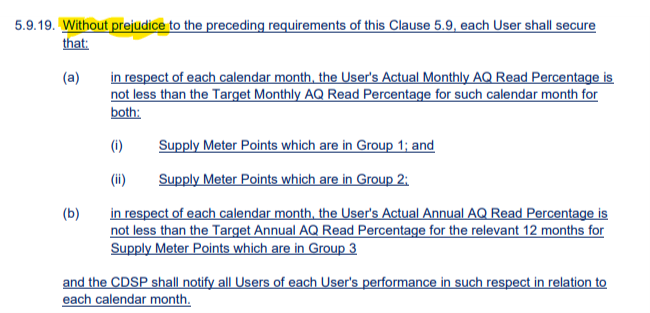 5.9.19. Without prejudice to the preceding requirements of this Clause 5.9, each User shall secure
that:
(a) in respect of each calendar month, the User's Actual Monthly AQ Read Percentage is
not less than the Target Monthly AQ Read Percentage for such calendar month for
both:
(i) Supply Meter Points which are in Group 1; and
(ii) Supply Meter Points which are in Group 2;
(b) in respect of each calendar month, the User's Actual Annual AQ Read Percentage is
not less than the Target Annual AQ Read Percentage for the relevant 12 months for
Supply Meter Points which are in Group 3
and the CDSP shall notify all Users of each User's performance in such respect in relation to
each calendar month.